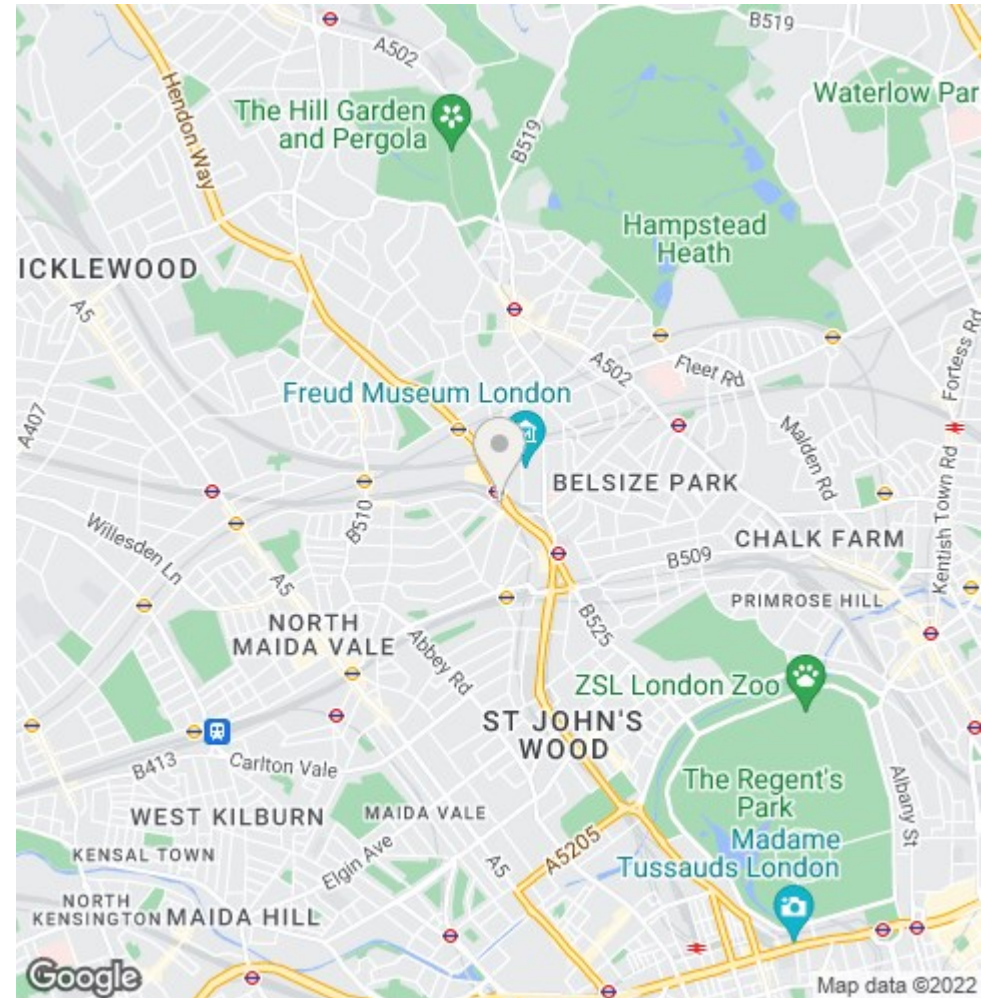 B519
A502
Hendon Way
The Hill Garden
and Pergola
B519
Waterlow Par
Hampstead
Heath
ICKLEWOOD
A5
A502
Fleet Rd
Fortess Rd
Freud Museum London
A407
Malden Rd
BELSIZE PARK
B510
Kentish Town Rd
Willesden Ln
CHALK FARM
B509
A5
PRIMROSE HILL
NORTH
MAIDA VALE
Abbey Rd
B525
ZSL London Zoo
ST JOHN'S
WOOD
B413
Carlton Vale
The Regent's
Park
Albany St
WEST KILBURN
MAIDA VALE
Madame
Tussauds London
KENSAL TOWN
Elgin Ave
A5
A5205
NORTH
KENSINGTON
MAIDA HILL
Google
Map data ©2022